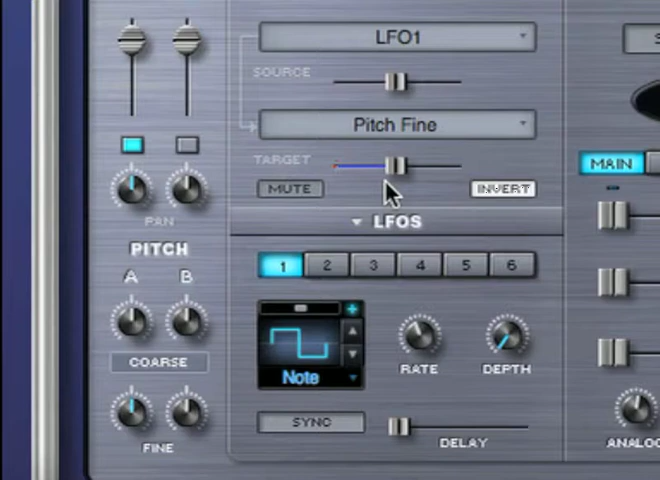 LFO1
SOURCE
Pitch Fine
TARGET
MUTE
INVERT
PAN
LFOS
PITCH
A B
1 2 3 4 5 6
COARSE
Note
RATE
DEPTH
SYNC
DELAY
FINE
MAIN
ANALOG